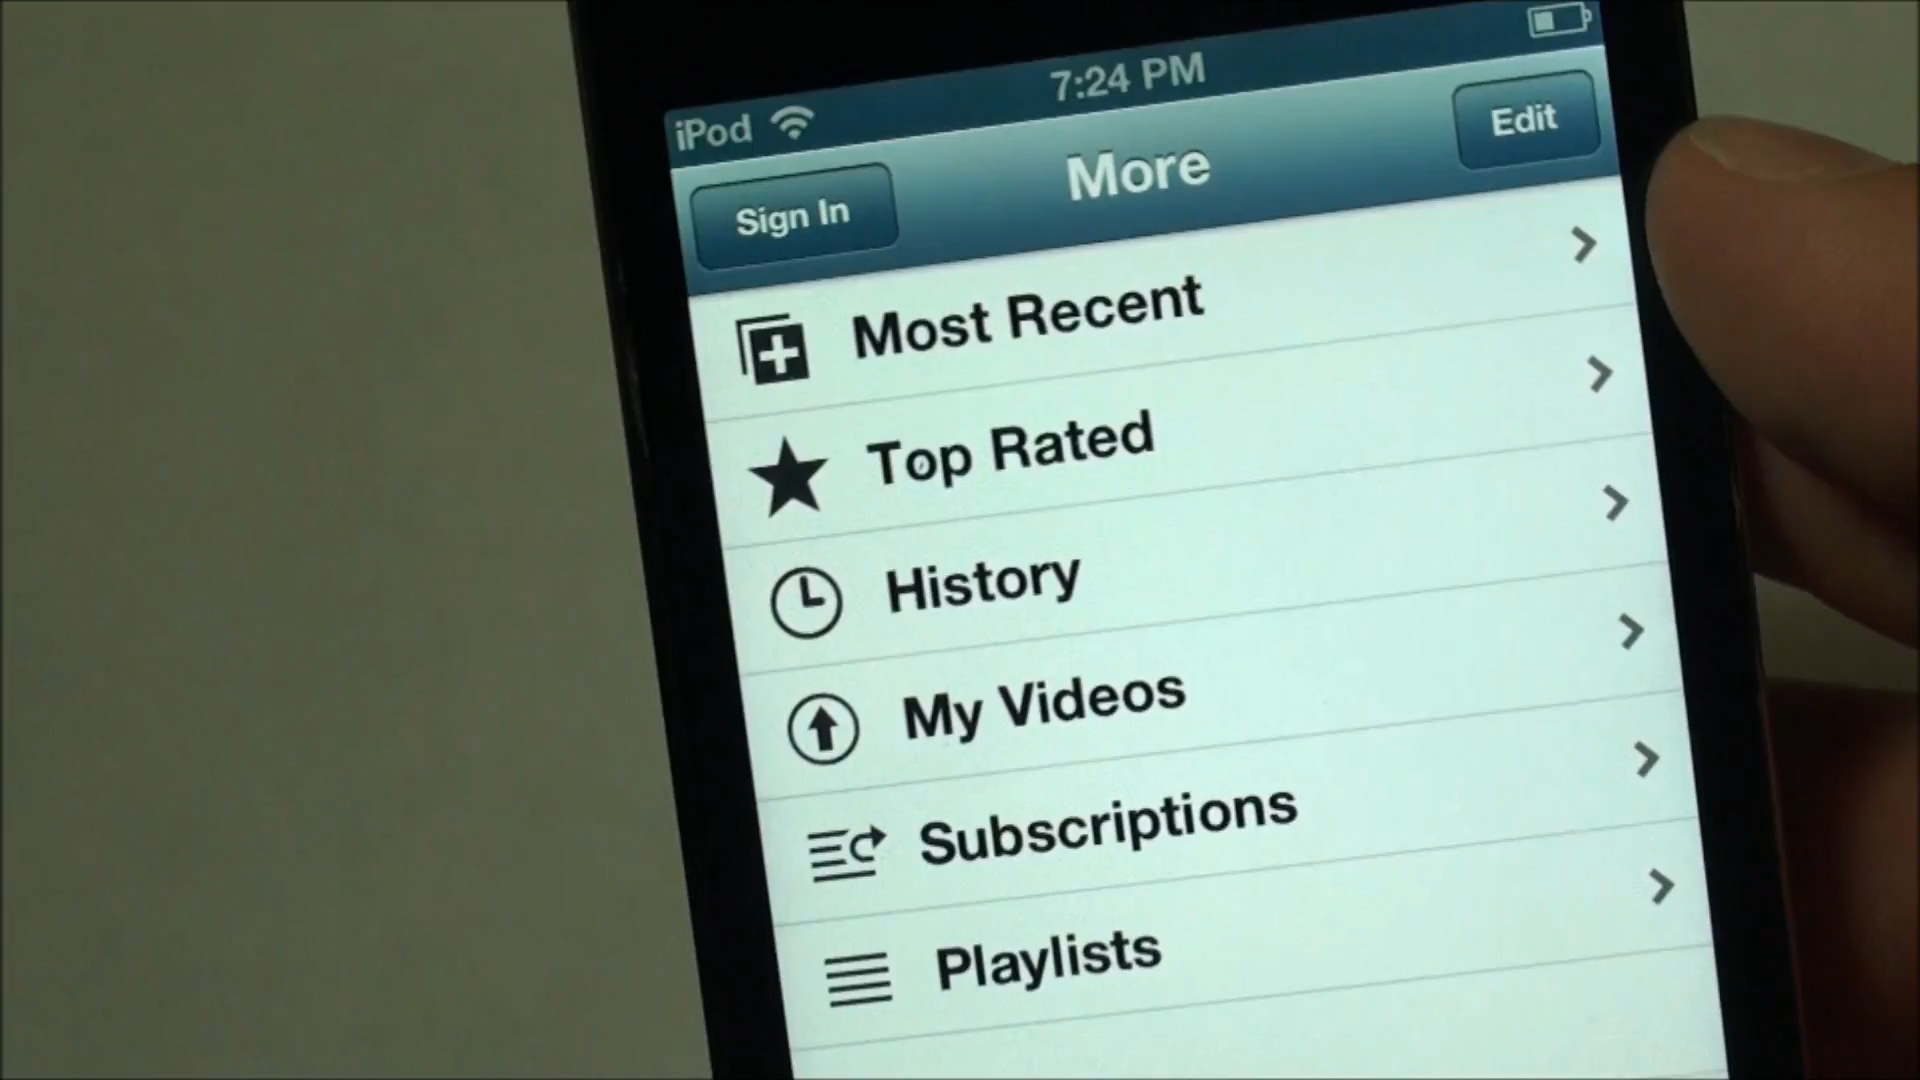 iPod 7:24 PM
Sign In More Edit
Most Recent
Top Rated
History
My Videos
Subscriptions
Playlists